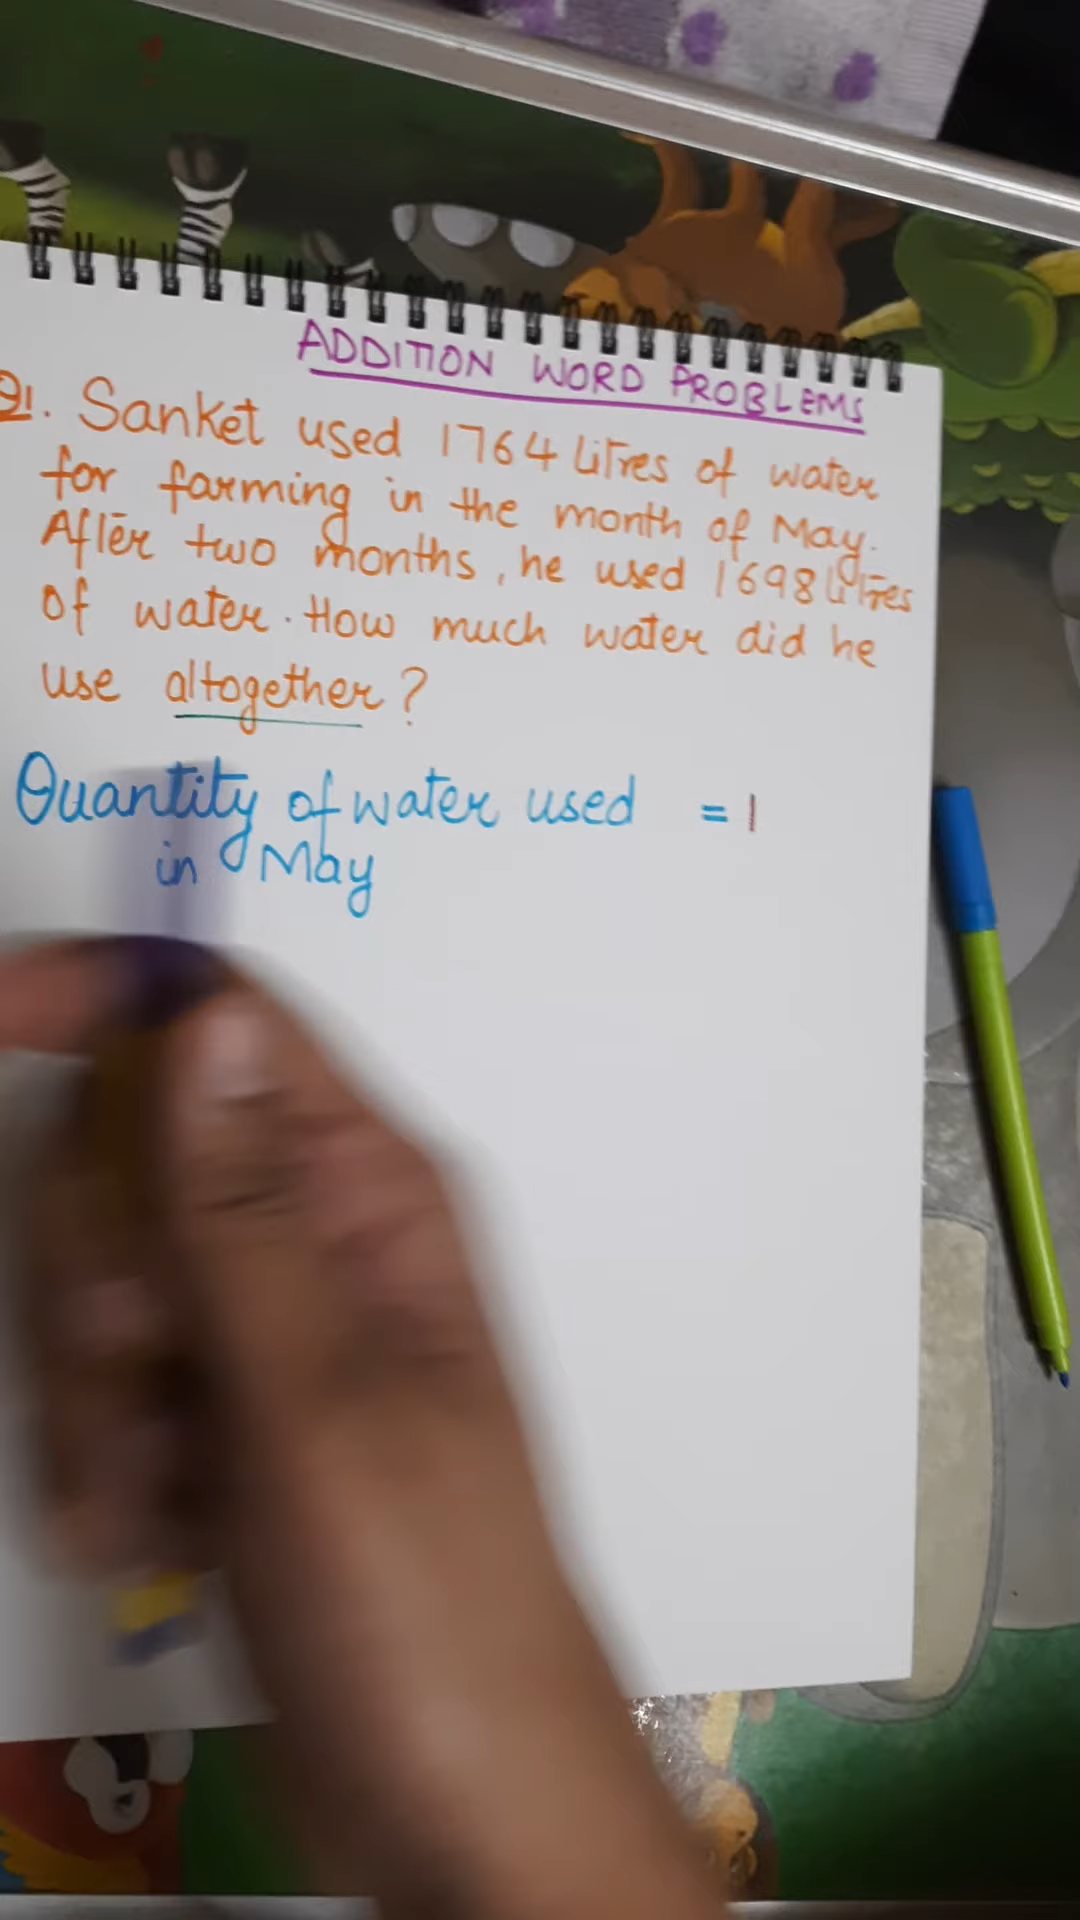 ADDITION WORD PROBLEMS
Q1. Sanket used 1764 litres of water
for farming in the month of May.
After two months, he used 1698 litres
of water. How much water did he
use altogether?
Quantity of water used = 1
in May